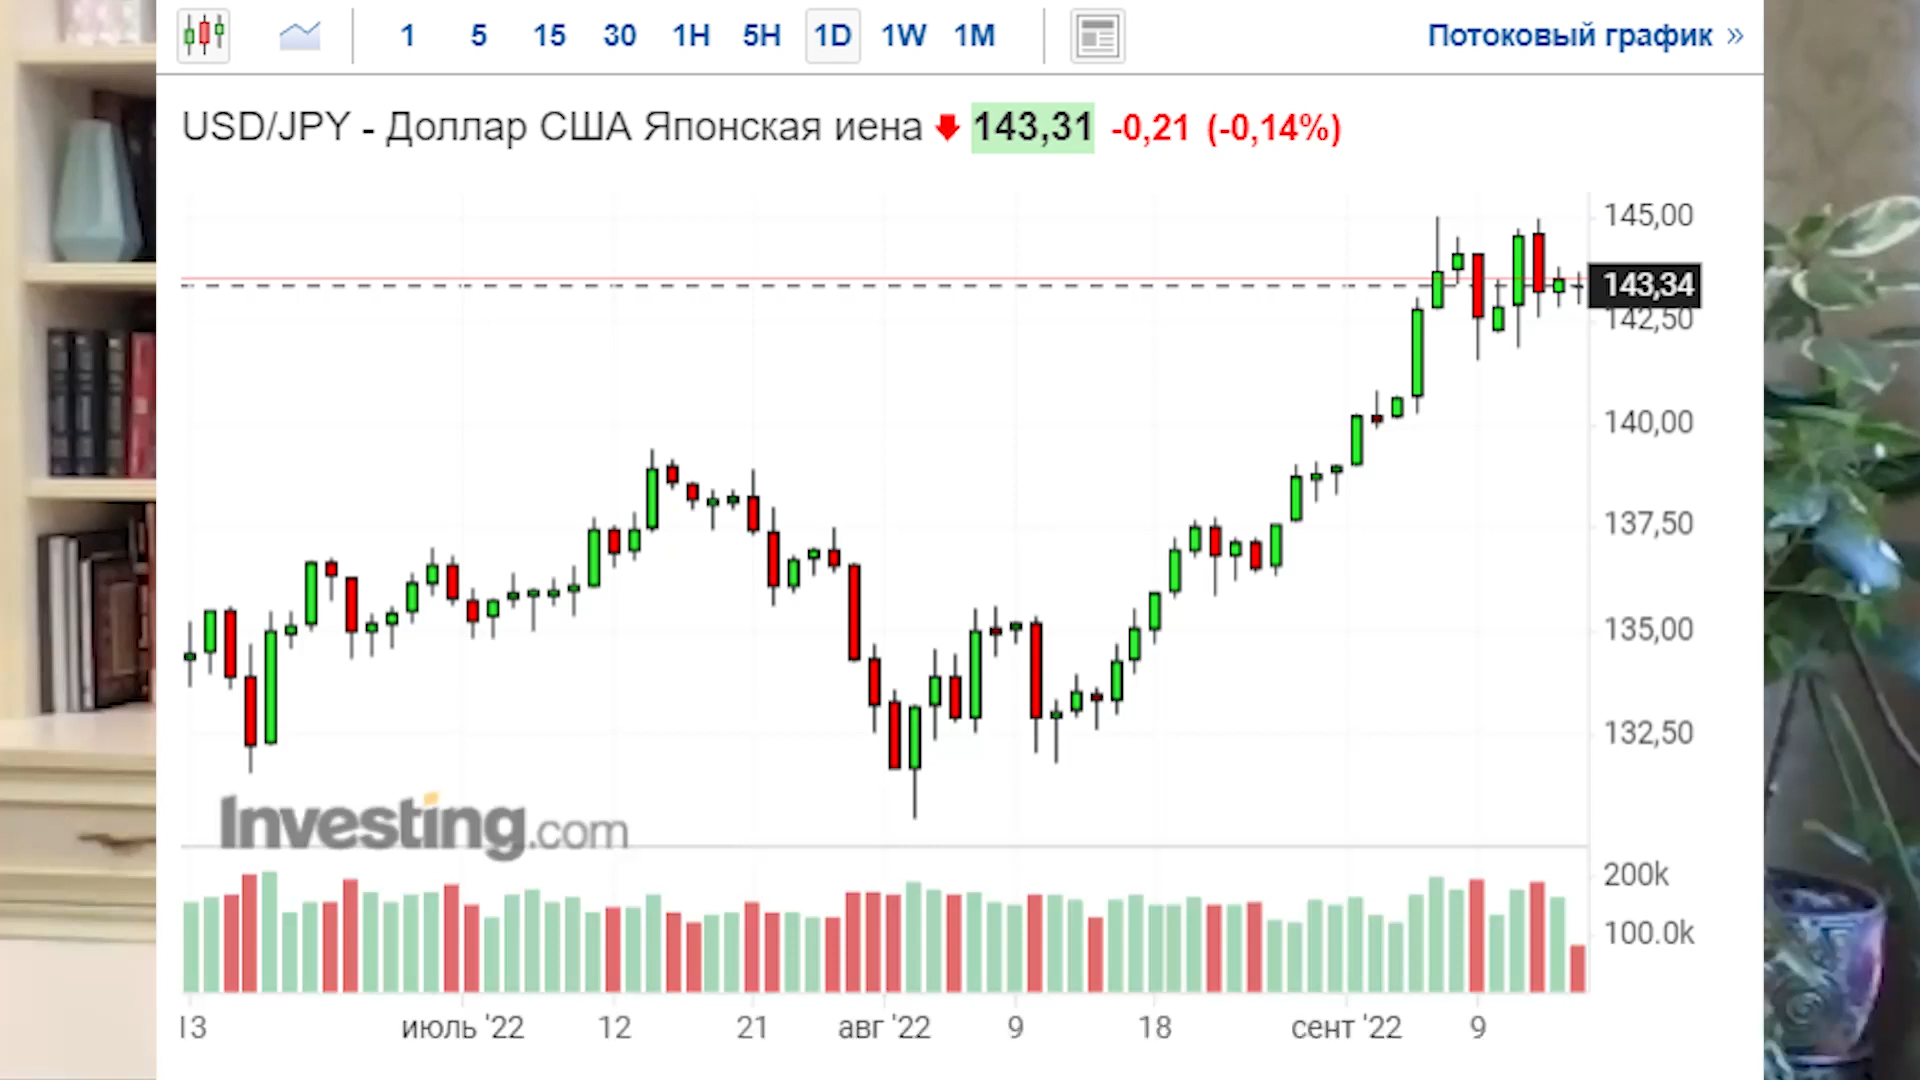 1 5 15 30 1H 5H 1D 1W 1M Потоковый график »
USD/JPY - Доллар США Японская иена 143,31 -0,21 (-0,14%)
145,00
143,34
142,50
140,00
137,50
135,00
132,50
Investing.com
200k
100.0k
13 июль '22 12 21 авг '22 9 18 сент '22 9